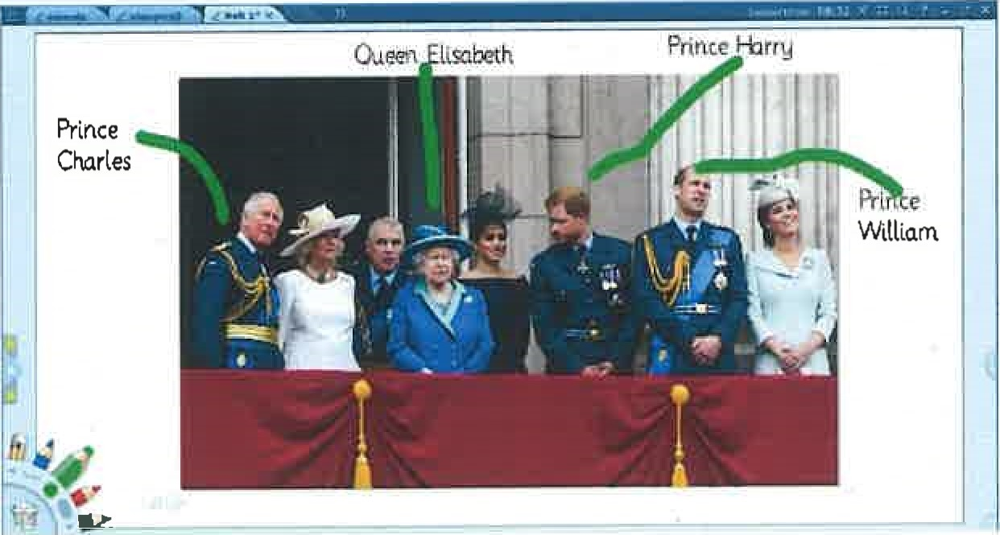 Queen Elisabeth
Prince Harry
Prince
Charles
Prince
William